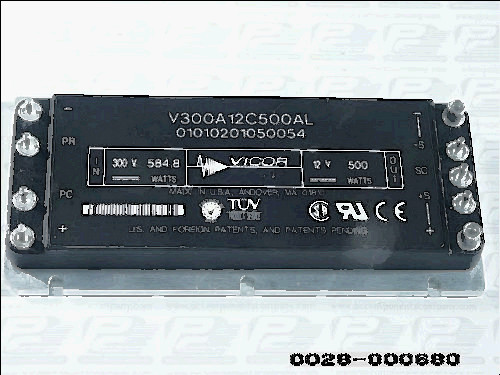 V300A12C500AL
01010201050054
- PR PC +
IN 300 V 584.8 WATTS VICOR 12 V 500 WATTS OUT
- -S SC +S +
MADE IN U.S.A., ANDOVER, MA
TÜV
UR CE
U.S. AND FOREIGN PATENTS, AND PATENTS PENDING
0028-000680